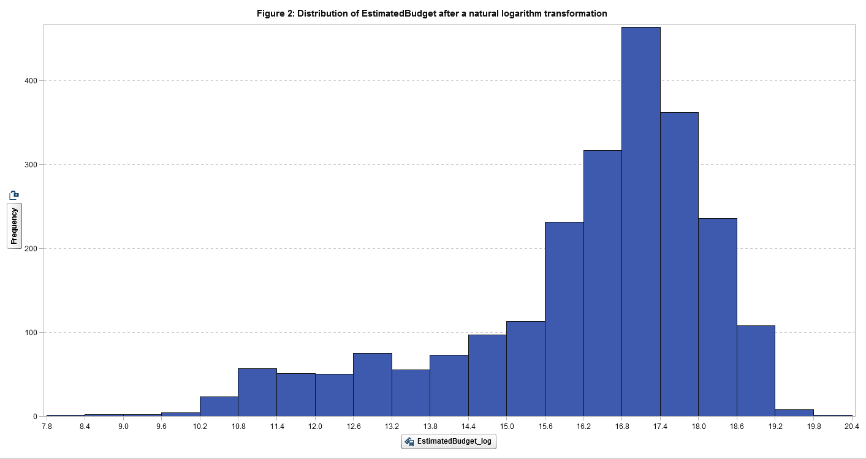 Figure 2: Distribution of EstimatedBudget after a natural logarithm transformation
400
300
200
100
0
Frequency
7.8 8.4 9.0 9.6 10.2 10.8 11.4 12.0 12.6 13.2 13.8 14.4 15.0 15.6 16.2 16.8 17.4 18.0 18.6 19.2 19.8 20.4
EstimatedBudget_log